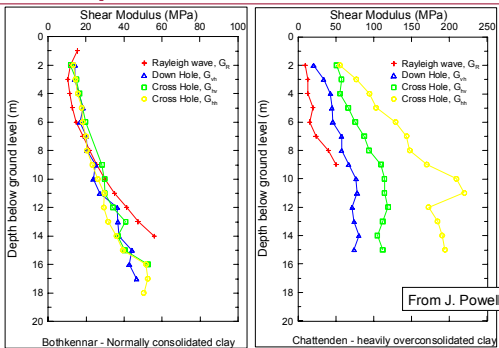 Shear Modulus (MPa)
0 20 40 60 80 100
Depth below ground level (m)
0
2
4
6
8
10
12
14
16
18
20
Rayleigh wave, GR
Down Hole, Gvh
Cross Hole, Ghv
Cross Hole, Ghh
Bothkennar - Normally consolidated clay
Shear Modulus (MPa)
0 50 100 150 200 250
Depth below ground level (m)
0
2
4
6
8
10
12
14
16
18
20
Rayleigh wave, GR
Down Hole, Gvh
Cross Hole, Ghv
Cross Hole, Ghh
From J. Powell
Chattenden - heavily overconsolidated clay